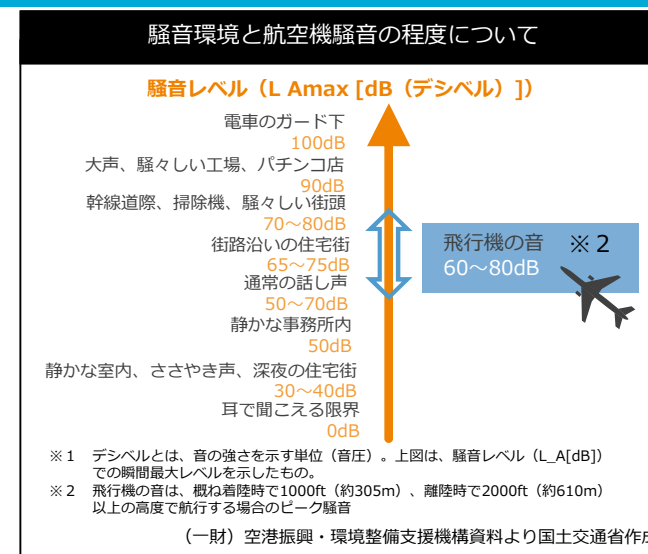 騒音環境と航空機騒音の程度について
騒音レベル（L Amax [dB（デシベル）]）
電車のガード下
100dB
大声、騒々しい工場、パチンコ店
90dB
幹線道際、掃除機、騒々しい街頭
70～80dB
街路沿いの住宅街
65～75dB
通常の話し声
50～70dB
静かな事務所内
50dB
静かな室内、ささやき声、深夜の住宅街
30～40dB
耳で聞こえる限界
0dB
飛行機の音 ※２
60～80dB
※１ デシベルとは、音の強さを示す単位（音圧）。上図は、騒音レベル（L_A[dB]）
での瞬間最大レベルを示したもの。
※２ 飛行機の音は、概ね着陸時で1000ft（約305m）、離陸時で2000ft（約610m）
以上の高度で航行する場合のピーク騒音
（一財）空港振興・環境整備支援機構資料より国土交通省作成